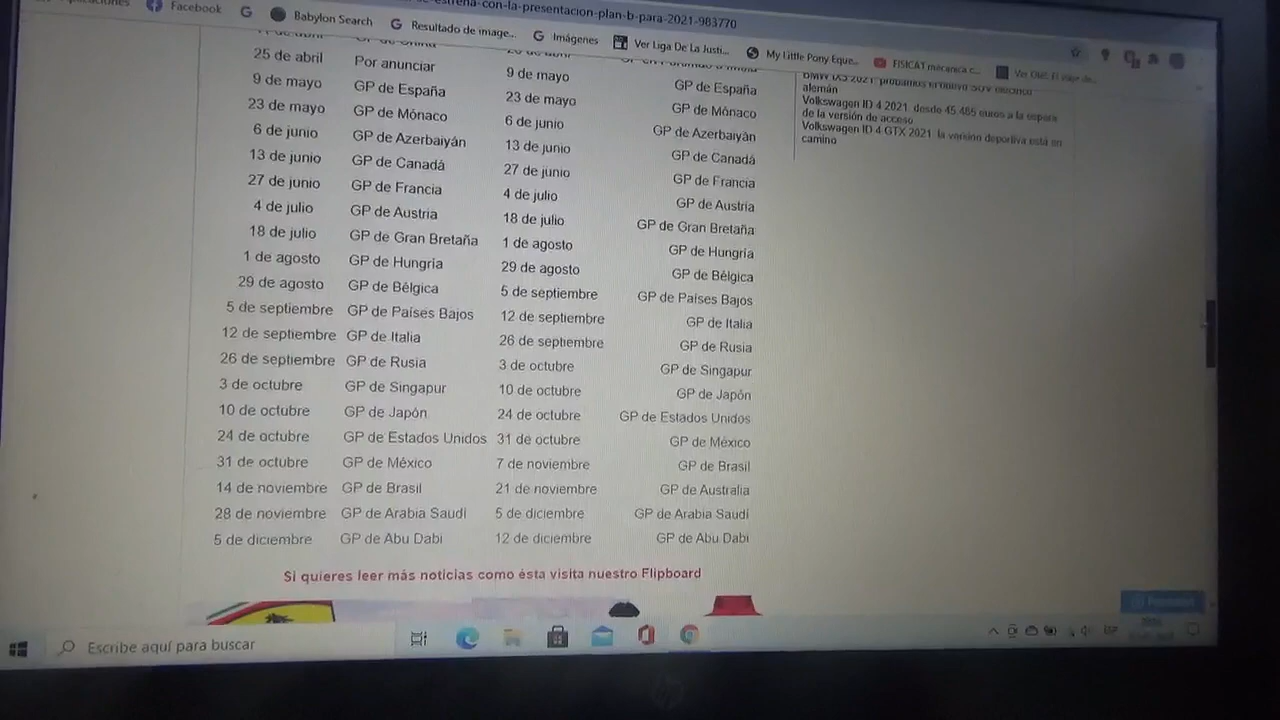 estrena-con-la-presentacion-plan-b-para-2021-983770
Facebook Babylon Search Resultado de image... Imágenes Ver Liga De La Justi... My Little Pony Eque... FISICA1 mecanica c...
alemán
Volkswagen ID 4 2021: desde 45.485 euros a la espera
de la versión de acceso
Volkswagen ID 4 GTX 2021: la versión deportiva está en
camino
25 de abril Por anunciar 9 de mayo GP de España
9 de mayo GP de España 23 de mayo GP de Mónaco
23 de mayo GP de Mónaco 6 de junio GP de Azerbaiyán
6 de junio GP de Azerbaiyán 13 de junio GP de Canadá
13 de junio GP de Canadá 27 de junio GP de Francia
27 de junio GP de Francia 4 de julio GP de Austria
4 de julio GP de Austria 18 de julio GP de Gran Bretaña
18 de julio GP de Gran Bretaña 1 de agosto GP de Hungría
1 de agosto GP de Hungría 29 de agosto GP de Bélgica
29 de agosto GP de Bélgica 5 de septiembre GP de Países Bajos
5 de septiembre GP de Países Bajos 12 de septiembre GP de Italia
12 de septiembre GP de Italia 26 de septiembre GP de Rusia
26 de septiembre GP de Rusia 3 de octubre GP de Singapur
3 de octubre GP de Singapur 10 de octubre GP de Japón
10 de octubre GP de Japón 24 de octubre GP de Estados Unidos
24 de octubre GP de Estados Unidos 31 de octubre GP de México
31 de octubre GP de México 7 de noviembre GP de Brasil
14 de noviembre GP de Brasil 21 de noviembre GP de Australia
28 de noviembre GP de Arabia Saudí 5 de diciembre GP de Arabia Saudí
5 de diciembre GP de Abu Dabi 12 de diciembre GP de Abu Dabi
Si quieres leer más noticias como ésta visita nuestro Flipboard
Escribe aquí para buscar
hp